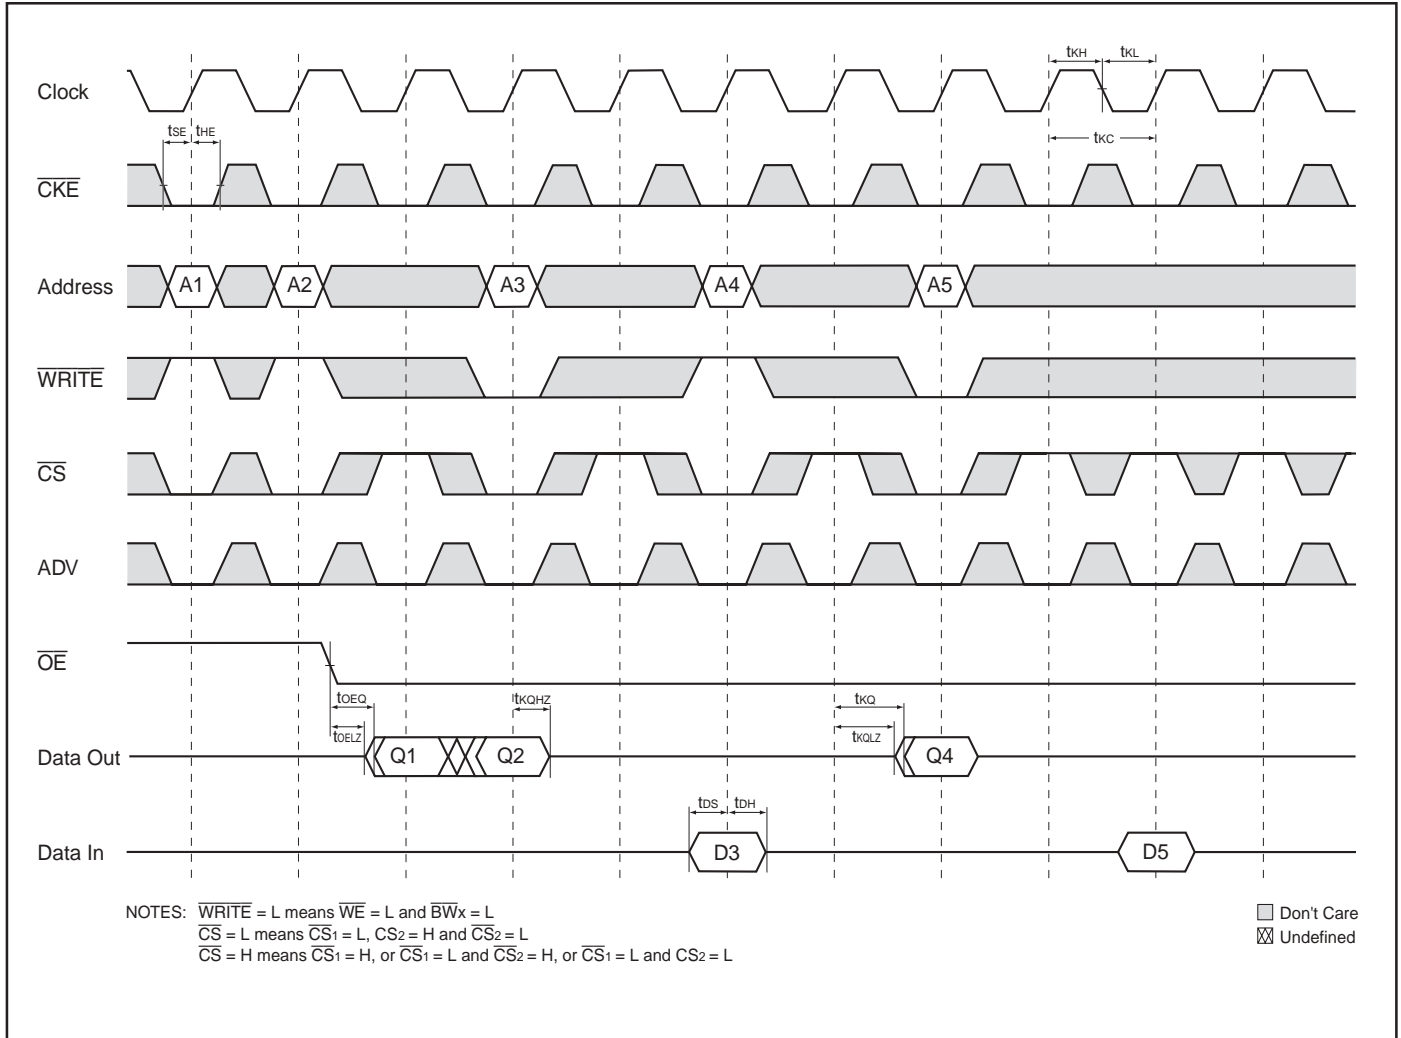 Clock
tKH tKL
tSE tHE
tKC
CKE
Address
A1 A2 A3 A4 A5
WRITE
CS
ADV
OE
tOEQ tKQHZ tKQ
tOELZ tKQLZ
Data Out
Q1 Q2 Q4
tDS tDH
Data In
D3 D5
NOTES: WRITE = L means WE = L and BWx = L
CS = L means CS1 = L, CS2 = H and CS2 = L
CS = H means CS1 = H, or CS1 = L and CS2 = H, or CS1 = L and CS2 = L
Don't Care
Undefined